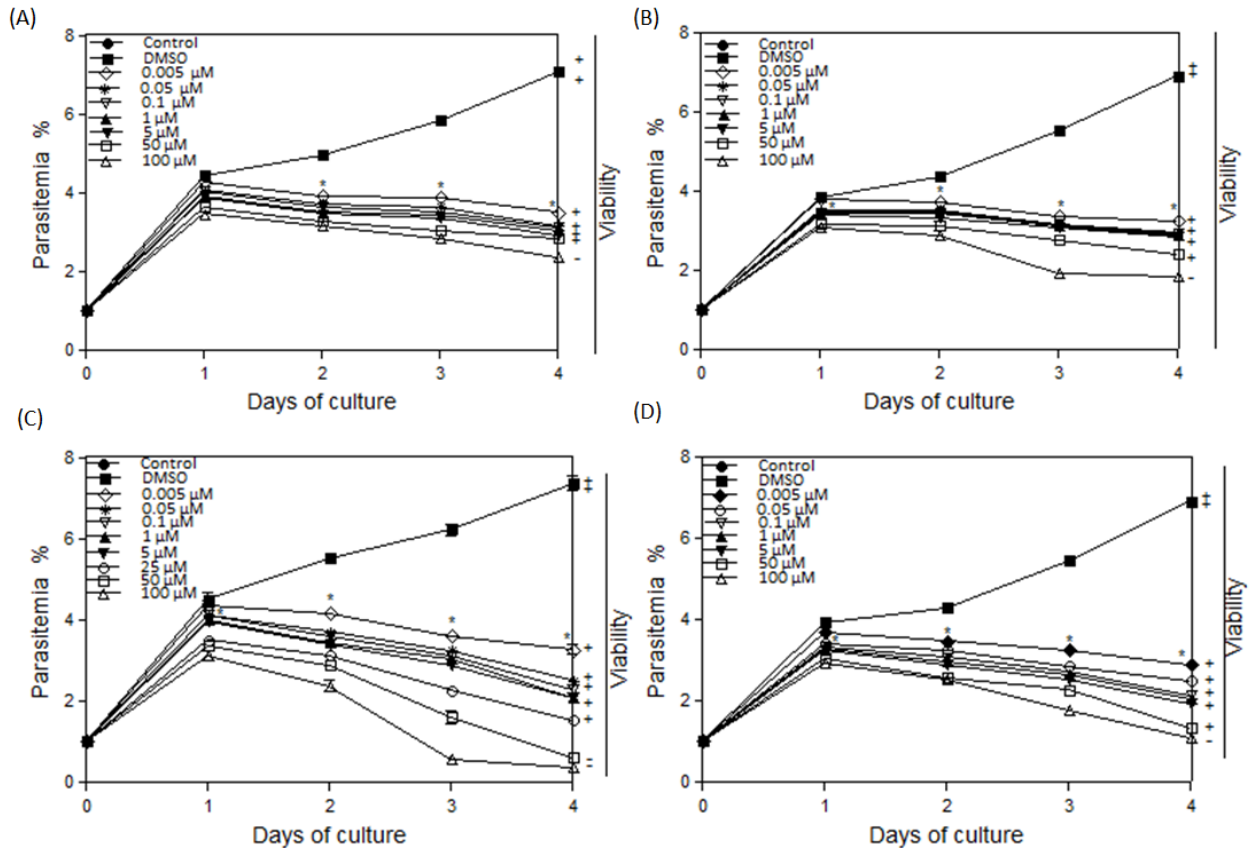 (A)
8
6
4
2
0
Parasitemia %
Control
DMSO
0.005 µM
0.05 µM
0.1 µM
1 µM
5 µM
50 µM
100 µM
* * *
+
+
+
+
+
-
Viability
0 1 2 3 4
Days of culture
(B)
8
6
4
2
0
Parasitemia %
Control
DMSO
0.005 µM
0.05 µM
0.1 µM
1 µM
5 µM
50 µM
100 µM
* * * *
‡
+
+
+
+
-
Viability
0 1 2 3 4
Days of culture
(C)
8
6
4
2
0
Parasitemia %
Control
DMSO
0.005 µM
0.05 µM
0.1 µM
1 µM
5 µM
25 µM
50 µM
100 µM
* * * *
‡
+
+
+
+
+
-
-
Viability
0 1 2 3 4
Days of culture
(D)
8
6
4
2
0
Parasitemia %
Control
DMSO
0.005 µM
0.05 µM
0.1 µM
1 µM
5 µM
50 µM
100 µM
* * * *
‡
+
+
+
+
+
-
Viability
0 1 2 3 4
Days of culture